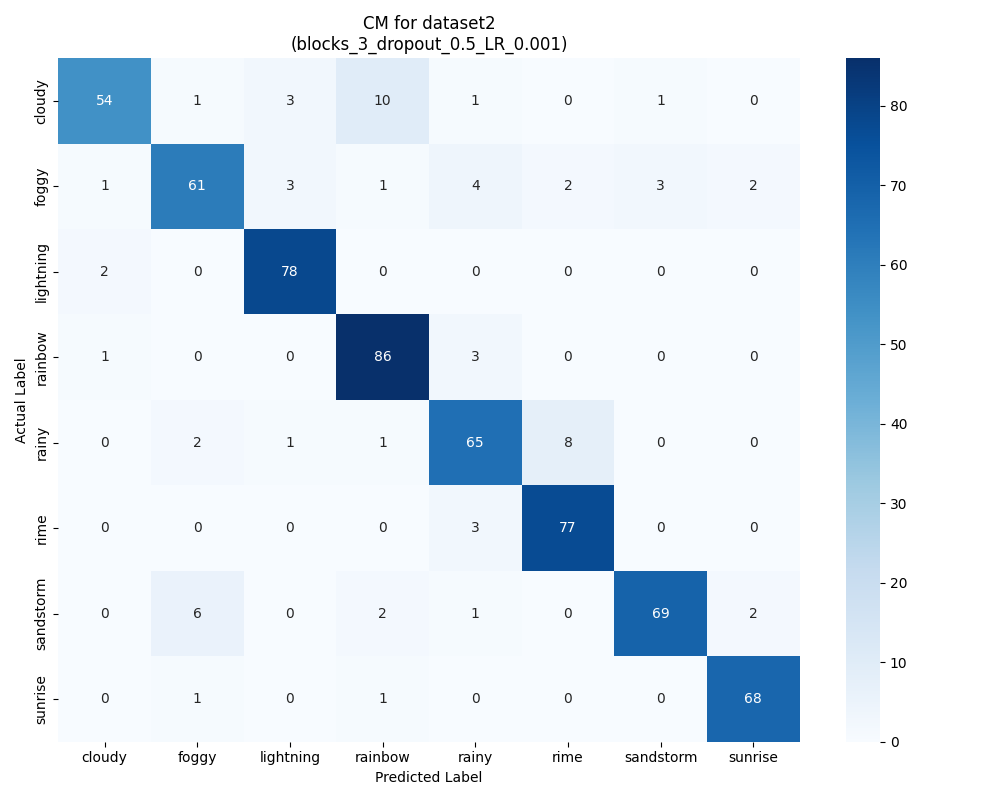 CM for dataset2
(blocks_3_dropout_0.5_LR_0.001)
cloudy 54 1 3 10 1 0 1 0
foggy 1 61 3 1 4 2 3 2
lightning 2 0 78 0 0 0 0 0
rainbow 1 0 0 86 3 0 0 0
rainy 0 2 1 1 65 8 0 0
rime 0 0 0 0 3 77 0 0
sandstorm 0 6 0 2 1 0 69 2
sunrise 0 1 0 1 0 0 0 68
cloudy foggy lightning rainbow rainy rime sandstorm sunrise
Predicted Label
Actual Label
80
70
60
50
40
30
20
10
0